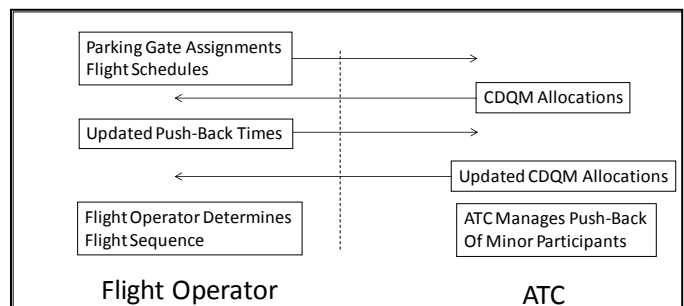 Parking Gate Assignments
Flight Schedules
CDQM Allocations
Updated Push-Back Times
Updated CDQM Allocations
Flight Operator Determines
Flight Sequence
ATC Manages Push-Back
Of Minor Participants
Flight Operator
ATC